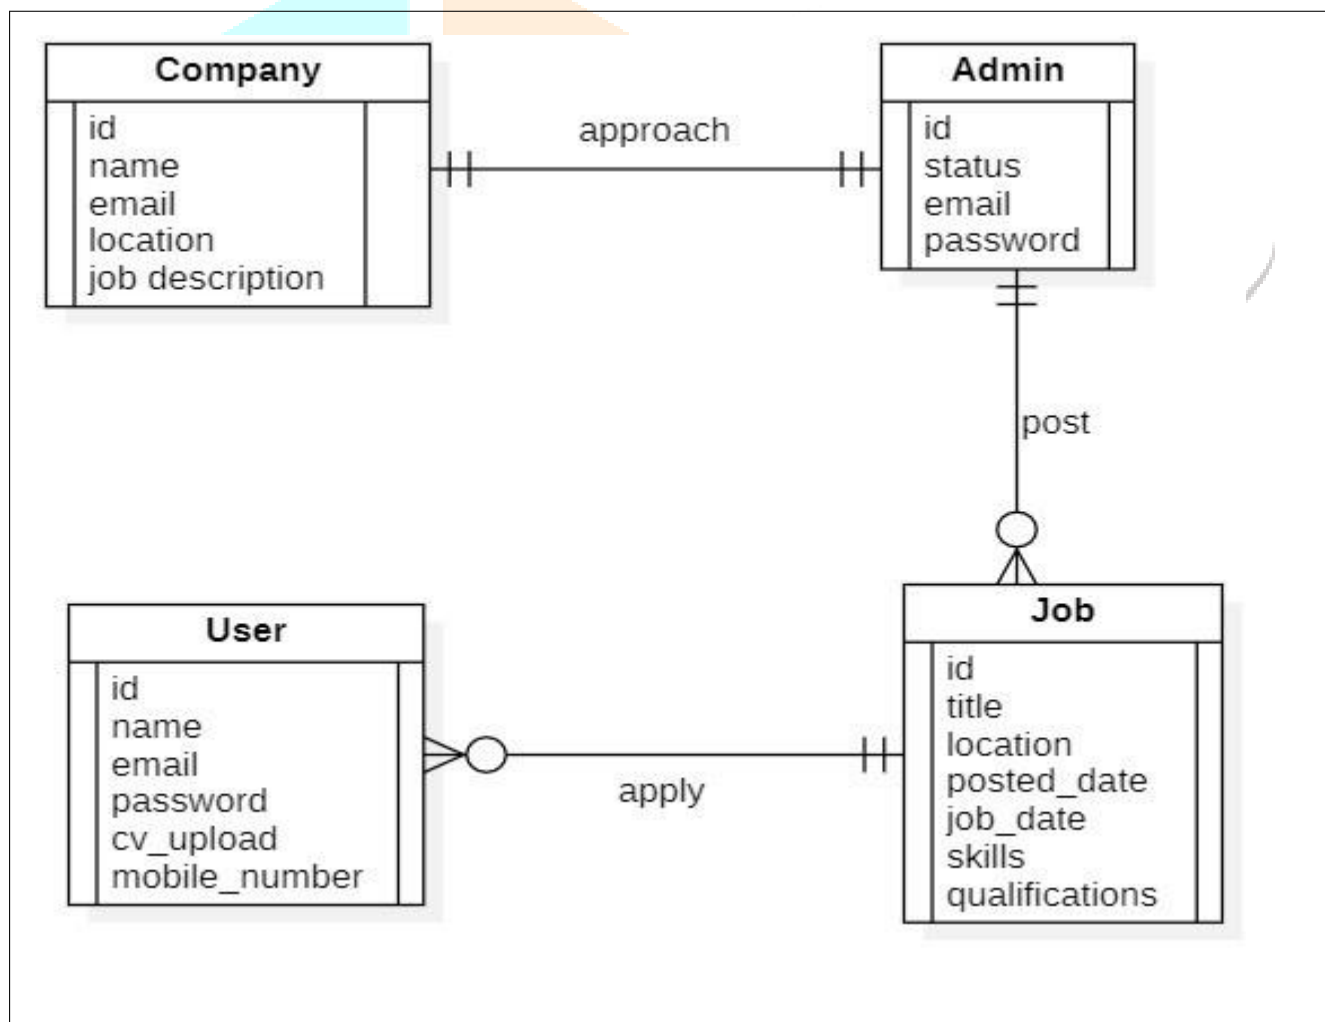 Company
id
name
email
location
job description
approach
Admin
id
status
email
password
post
User
id
name
email
password
cv_upload
mobile_number
apply
Job
id
title
location
posted_date
job_date
skills
qualifications